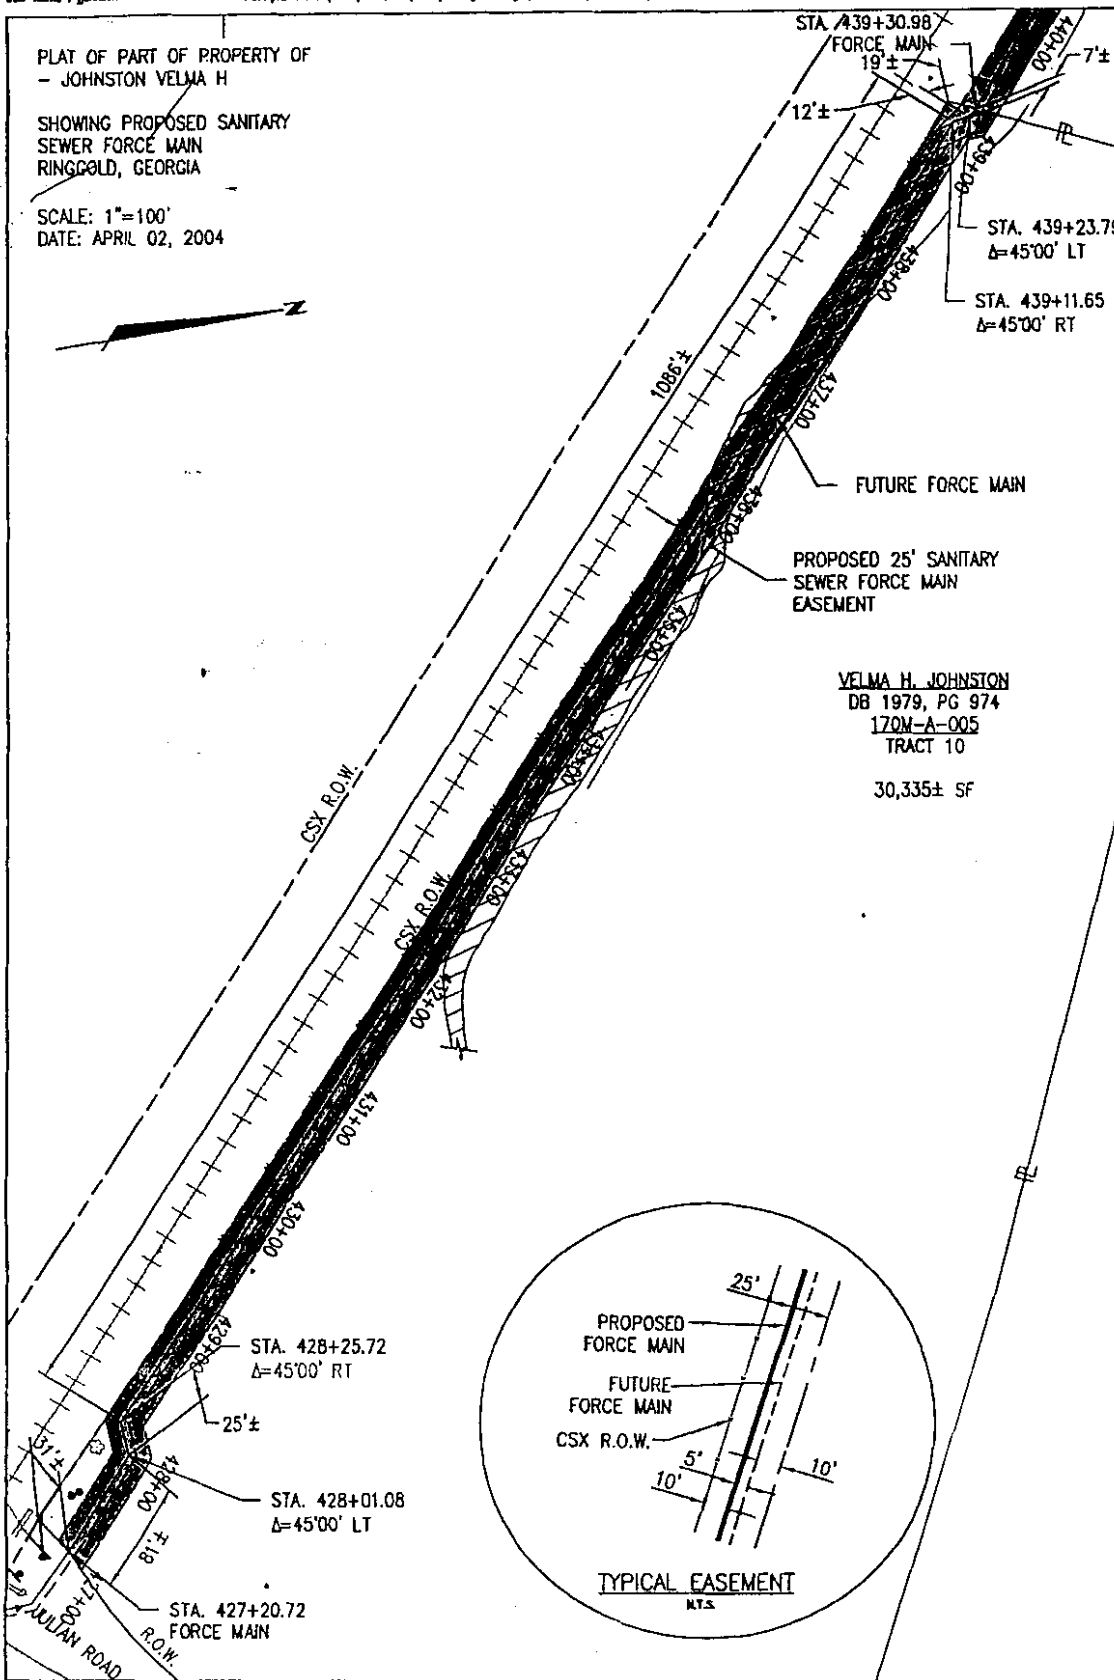 PLAT OF PART OF PROPERTY OF
- JOHNSTON VELMA H
SHOWING PROPOSED SANITARY
SEWER FORCE MAIN
RINGGOLD, GEORGIA
SCALE: 1"=100'
DATE: APRIL 02, 2004
N
STA. 439+30.98
FORCE MAIN
19'±
12'±
7'±
440+00
PL
439+00
STA. 439+23.79
Δ=45°00' LT
438+00
STA. 439+11.65
Δ=45°00' RT
1086'±
437+00
FUTURE FORCE MAIN
436+00
PROPOSED 25' SANITARY
SEWER FORCE MAIN
EASEMENT
435+00
VELMA H. JOHNSTON
DB 1979, PG 974
170M-A-005
TRACT 10
30,335± SF
434+00
CSX R.O.W.
433+00
CSX R.O.W.
432+00
431+00
PL
430+00
429+00
STA. 428+25.72
Δ=45°00' RT
25'±
31'±
428+00
STA. 428+01.08
Δ=45°00' LT
81'±
427+00
STA. 427+20.72
FORCE MAIN
JULIAN ROAD
R.O.W.
25'
PROPOSED
FORCE MAIN
FUTURE
FORCE MAIN
CSX R.O.W.
5'
10'
10'
TYPICAL EASEMENT
N.T.S.